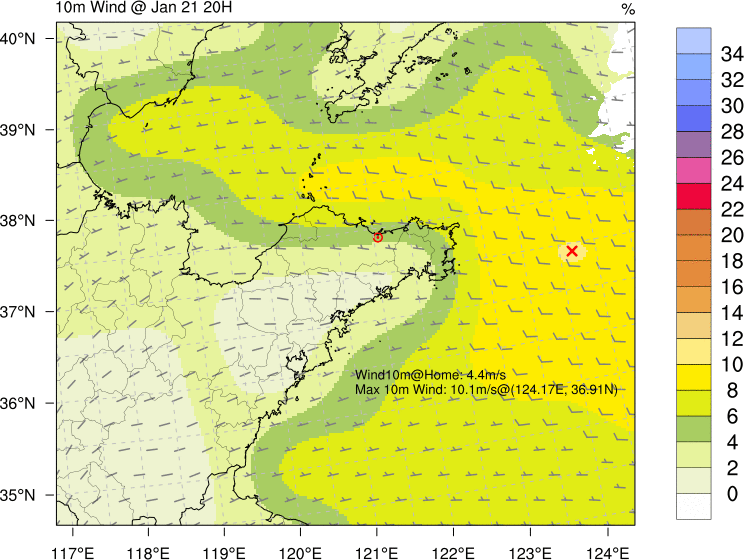 10m Wind @ Jan 21 20H
%
40°N
39°N
38°N
37°N
36°N
35°N
117°E
118°E
119°E
120°E
121°E
122°E
123°E
124°E
Wind10m@Home: 4.4m/s
Max 10m Wind: 10.1m/s@(124.17E, 36.91N)
34
32
30
28
26
24
22
20
18
16
14
12
10
8
6
4
2
0